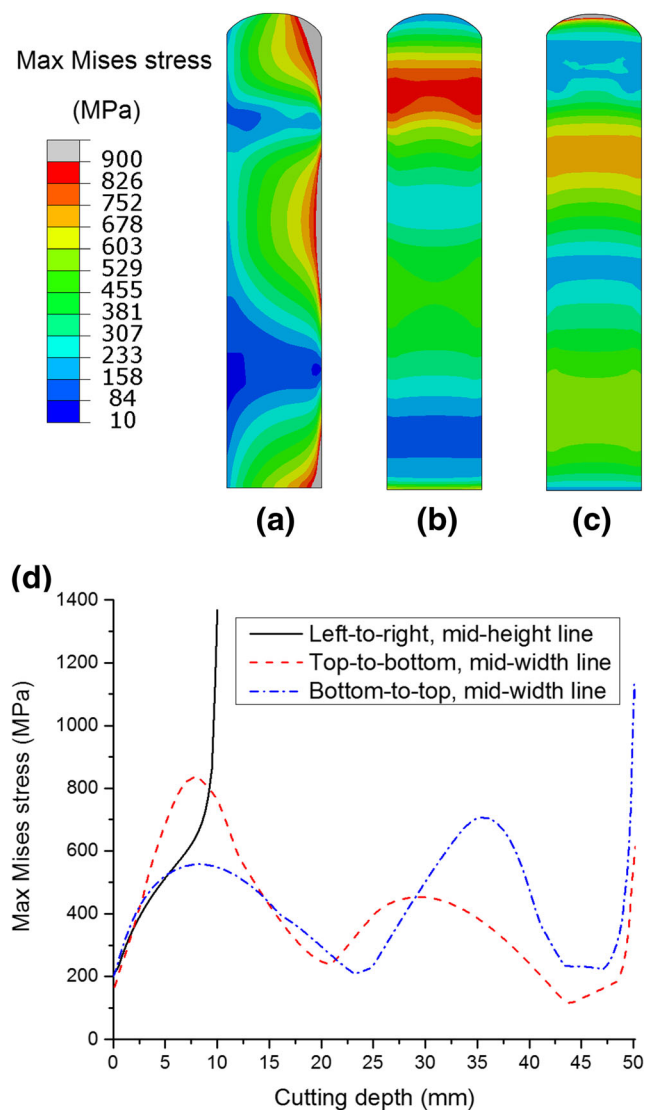 Max Mises stress
(MPa)
900
826
752
678
603
529
455
381
307
233
158
84
10
(a)
(b)
(c)
(d)
1400
1200
1000
800
600
400
200
0
Max Mises stress (MPa)
Left-to-right, mid-height line
Top-to-bottom, mid-width line
Bottom-to-top, mid-width line
0 5 10 15 20 25 30 35 40 45 50
Cutting depth (mm)